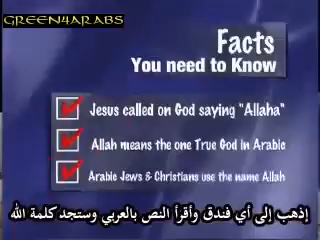 GREEN4ARABS
Facts
You need to Know
Jesus called on God saying "Allaha"
Allah means the one True God in Arabic
Arabic Jews & Christians use the name Allah
إذهب إلى أي فندق وأقرأ النص بالعربي وستجد كلمة الله